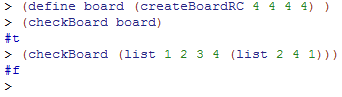 > (define board (createBoardRC 4 4 4 4) )
> (checkBoard board)
#t
> (checkBoard (list 1 2 3 4 (list 2 4 1)))
#f
>